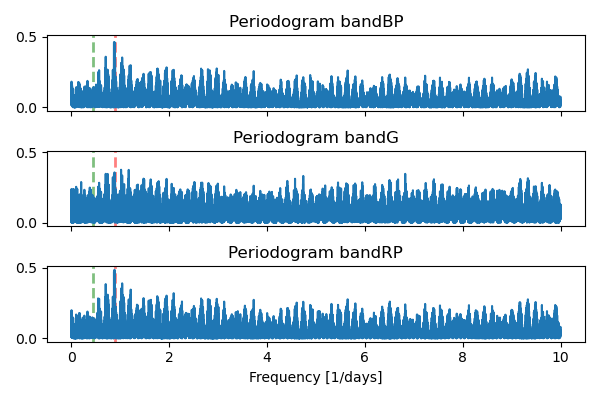 Periodogram bandBP
0.5
0.0
Periodogram bandG
0.5
0.0
Periodogram bandRP
0.5
0.0
0 2 4 6 8 10
Frequency [1/days]